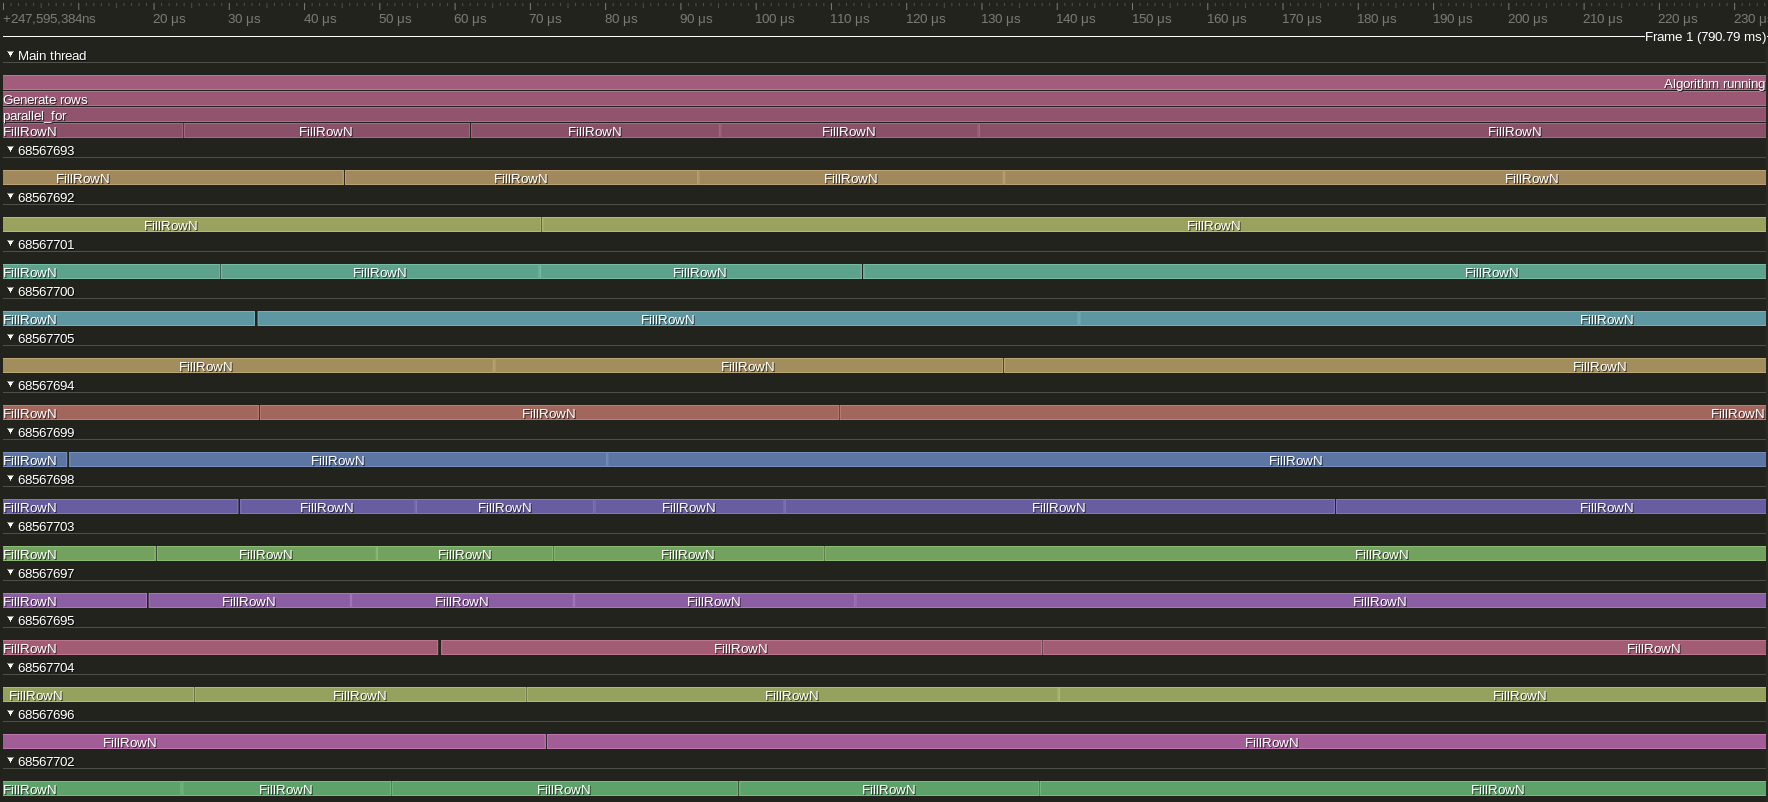 +247,595,384ns 20 μs 30 μs 40 μs 50 μs 60 μs 70 μs 80 μs 90 μs 100 μs 110 μs 120 μs 130 μs 140 μs 150 μs 160 μs 170 μs 180 μs 190 μs 200 μs 210 μs 220 μs 230 μ
Frame 1 (790.79 ms)
Main thread
Algorithm running
Generate rows
parallel_for
FillRowN FillRowN FillRowN FillRowN FillRowN
68567693
FillRowN FillRowN FillRowN FillRowN
68567692
FillRowN FillRowN
68567701
FillRowN FillRowN FillRowN FillRowN
68567700
FillRowN FillRowN FillRowN
68567705
FillRowN FillRowN FillRowN
68567694
FillRowN FillRowN FillRowN
68567699
FillRowN FillRowN FillRowN
68567698
FillRowN FillRowN FillRowN FillRowN FillRowN FillRowN
68567703
FillRowN FillRowN FillRowN FillRowN FillRowN
68567697
FillRowN FillRowN FillRowN FillRowN FillRowN
68567695
FillRowN FillRowN FillRowN
68567704
FillRowN FillRowN FillRowN FillRowN
68567696
FillRowN FillRowN
68567702
FillRowN FillRowN FillRowN FillRowN FillRowN